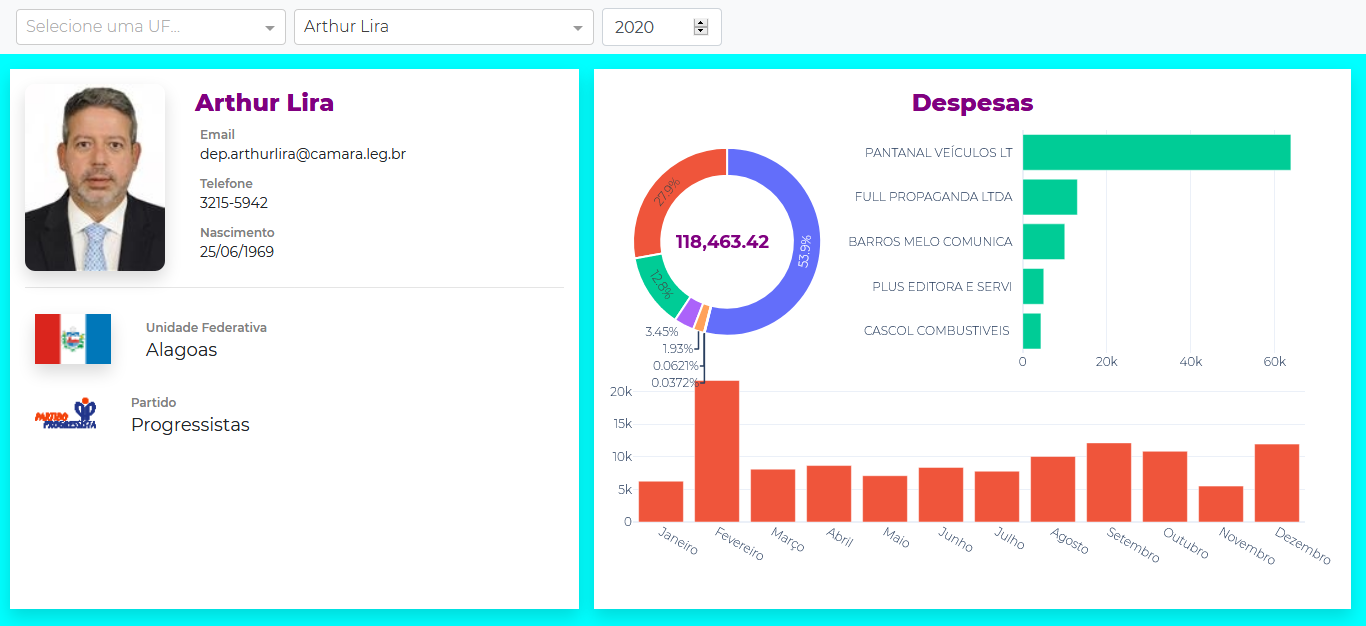 Selecione uma UF...
Arthur Lira
2020
Arthur Lira
Email
dep.arthurlira@camara.leg.br
Telefone
3215-5942
Nascimento
25/06/1969
Unidade Federativa
Alagoas
PARTIDO
PROGRESSISTA
Partido
Progressistas
Despesas
27.9%
53.9%
12.8%
118,463.42
3.45%
1.93%
0.0621%
0.0372%
PANTANAL VEÍCULOS LT
FULL PROPAGANDA LTDA
BARROS MELO COMUNICA
PLUS EDITORA E SERVI
CASCOL COMBUSTIVEIS
0 20k 40k 60k
20k
15k
10k
5k
0
Janeiro Fevereiro Março Abril Maio Junho Julho Agosto Setembro Outubro Novembro Dezembro